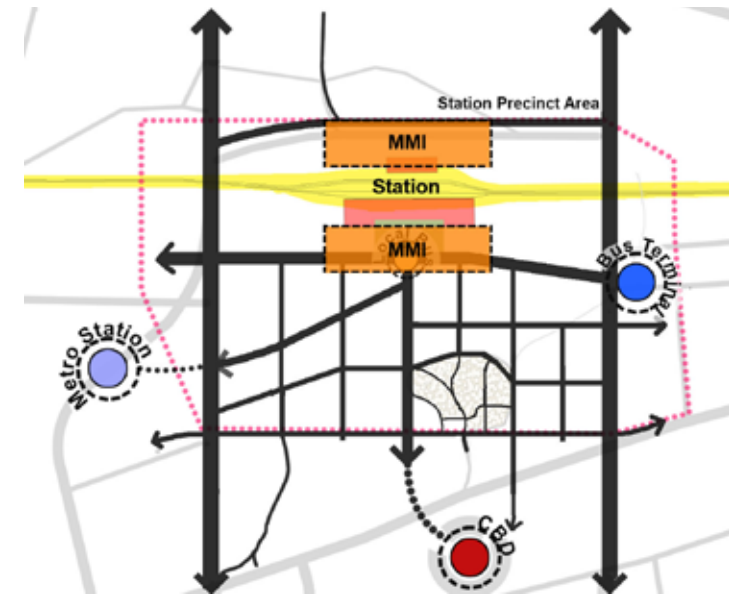 Station Precinct Area
MMI
Station
MMI
Bus Terminal
Metro Station
CBD